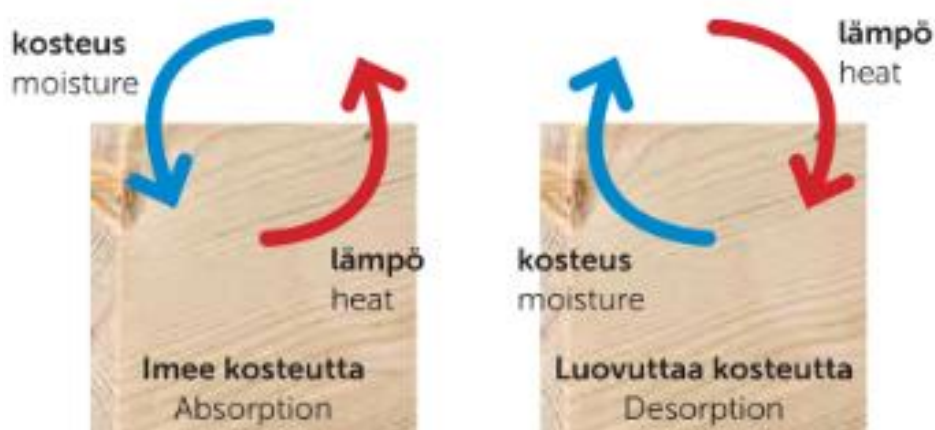 kosteus
moisture
lämpö
heat
Imee kosteutta
Absorption
lämpö
heat
kosteus
moisture
Luovuttaa kosteutta
Desorption